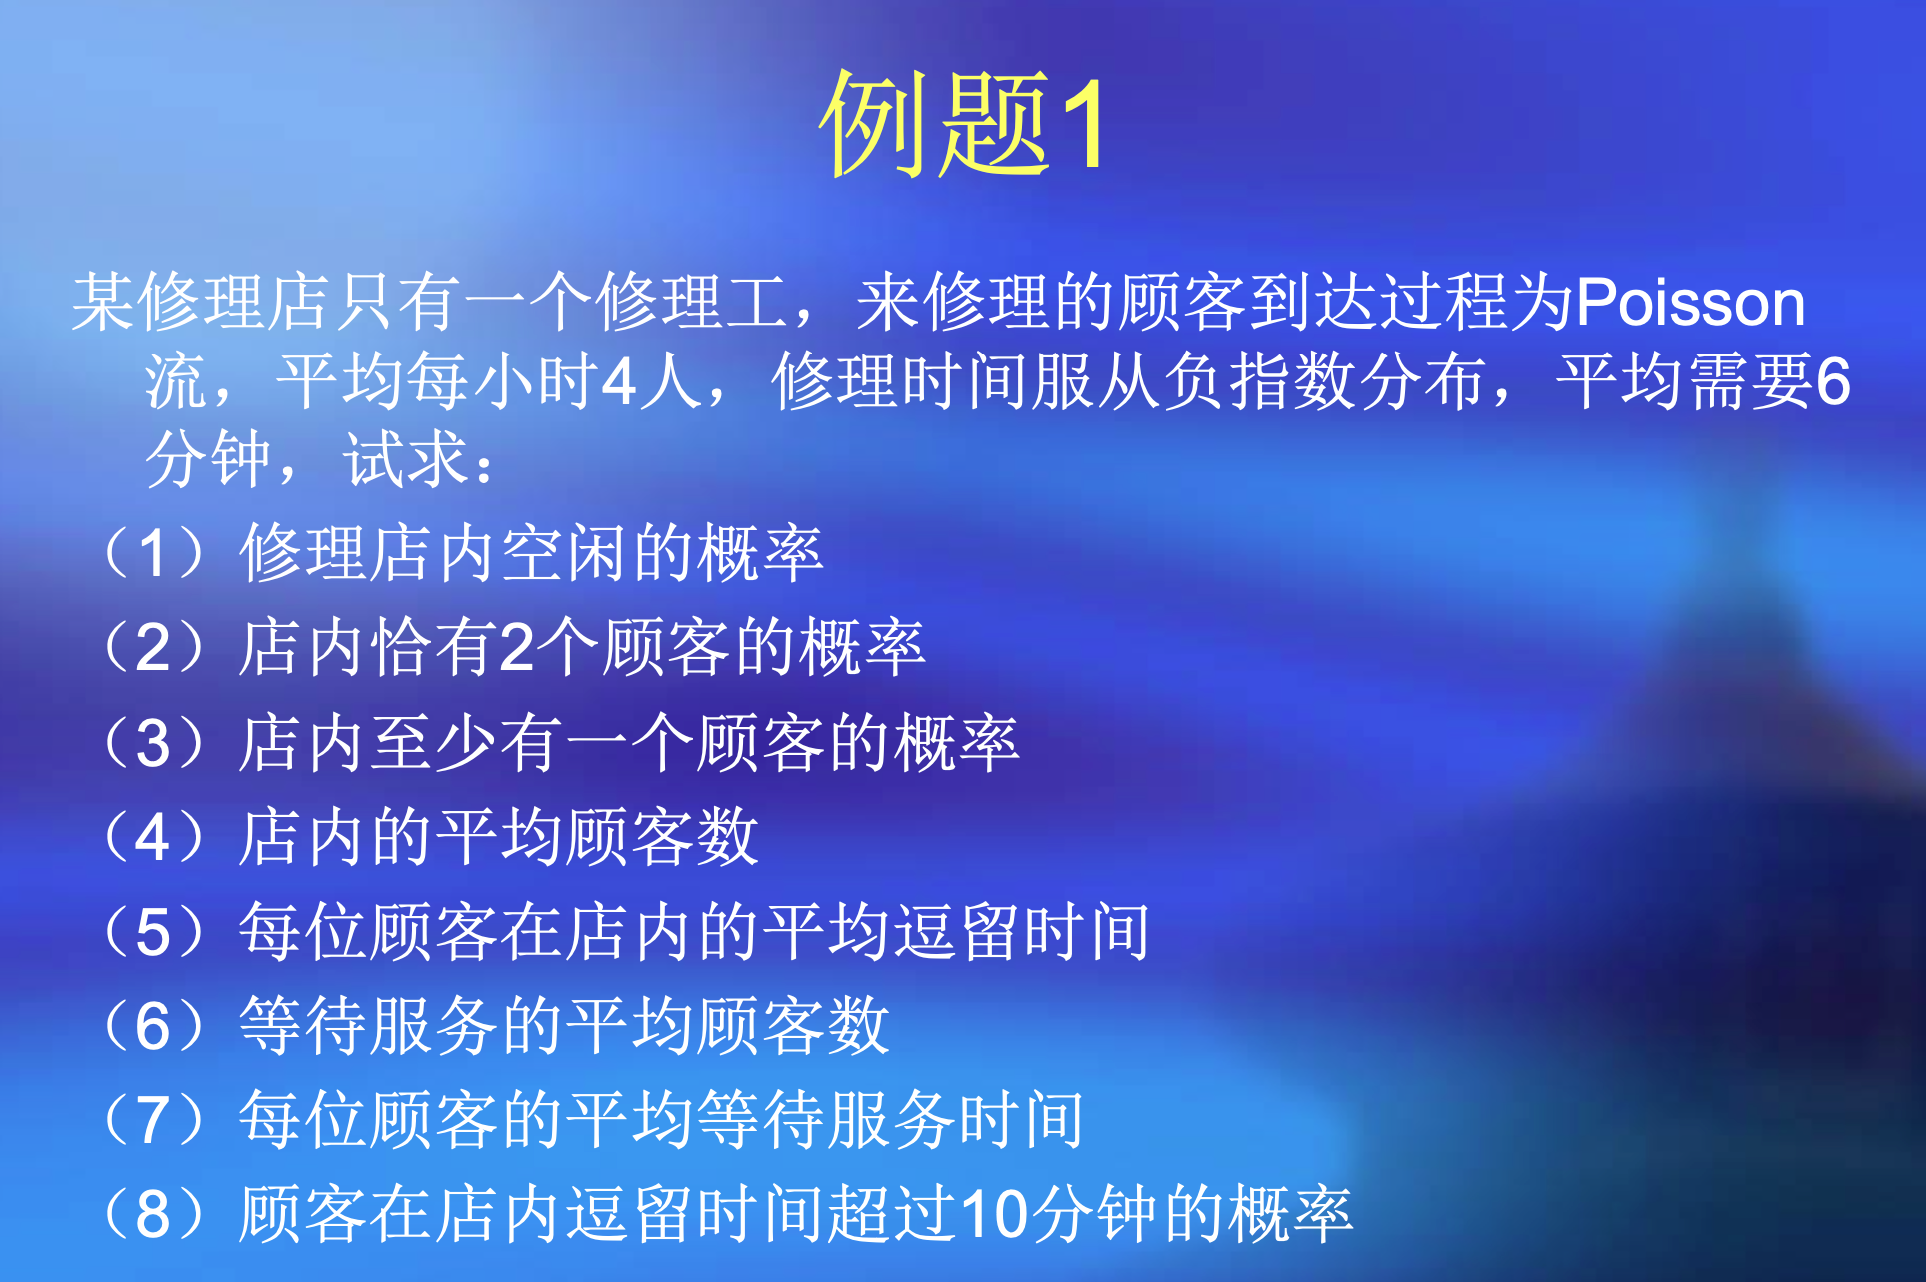 例题1
某修理店只有一个修理工，来修理的顾客到达过程为Poisson
流，平均每小时4人，修理时间服从负指数分布，平均需要6
分钟，试求：
（1）修理店内空闲的概率
（2）店内恰有2个顾客的概率
（3）店内至少有一个顾客的概率
（4）店内的平均顾客数
（5）每位顾客在店内的平均逗留时间
（6）等待服务的平均顾客数
（7）每位顾客的平均等待服务时间
（8）顾客在店内逗留时间超过10分钟的概率